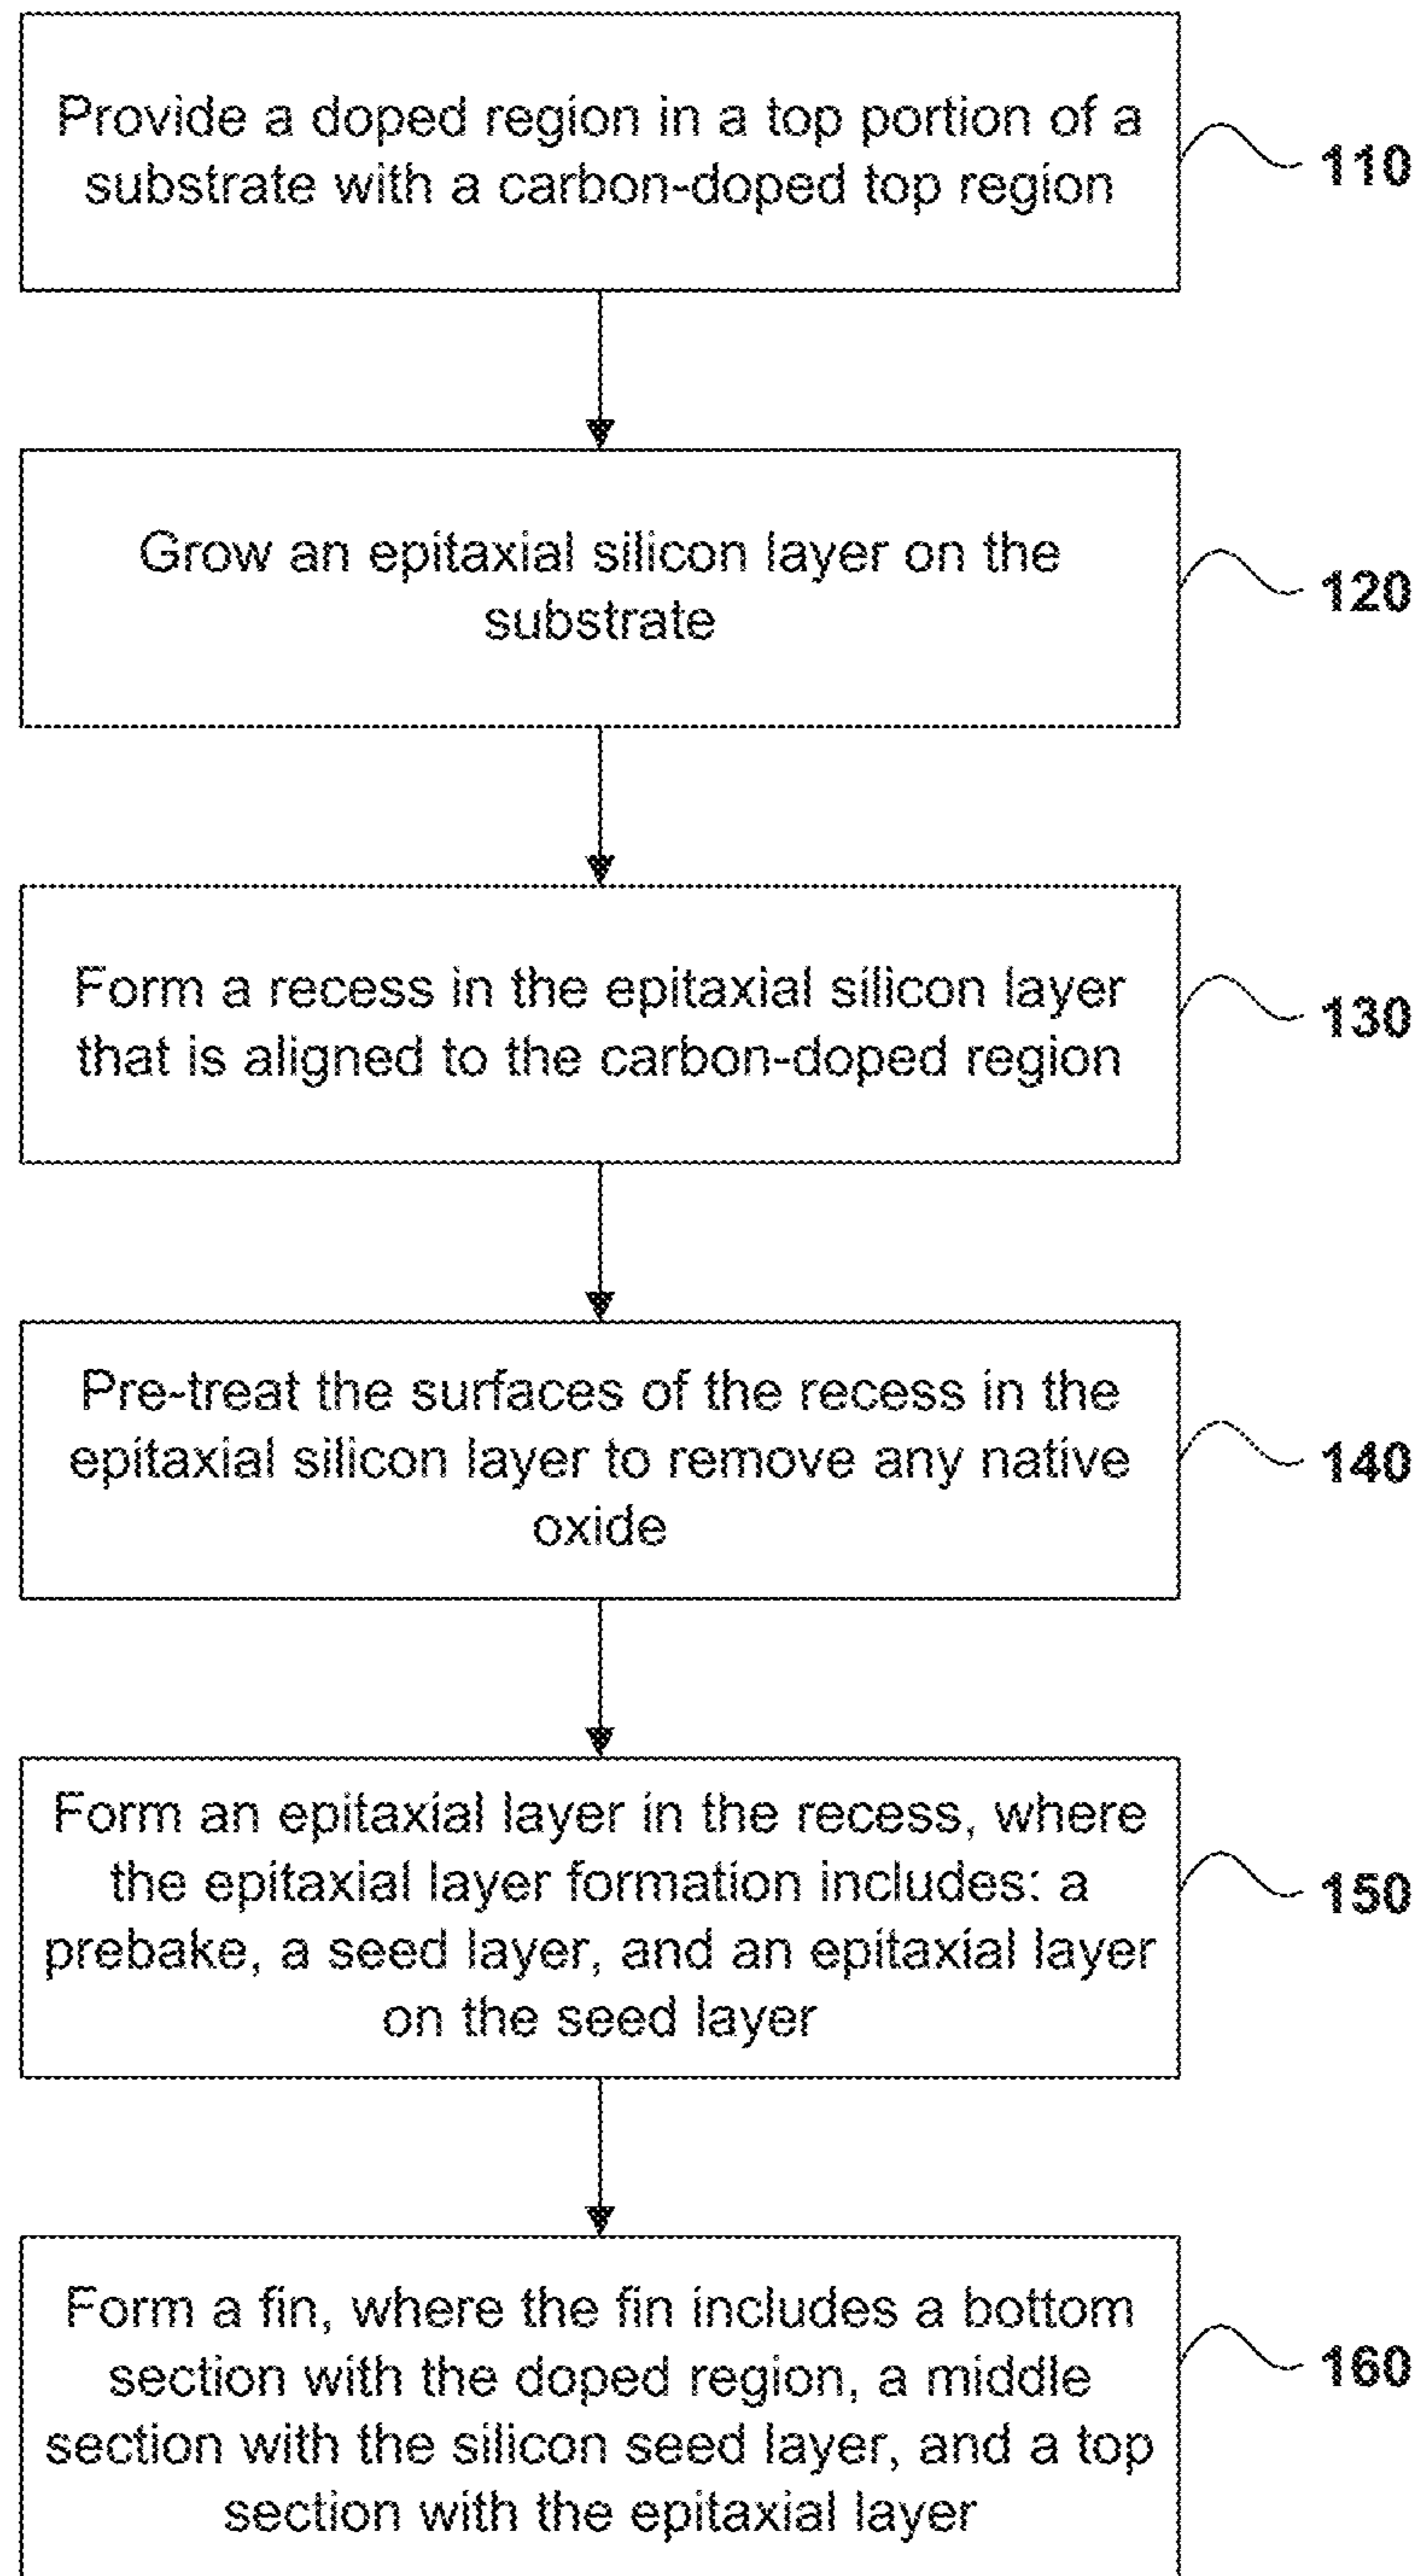 Provide a doped region in a top portion of a
substrate with a carbon-doped top region
110
Grow an epitaxial silicon layer on the
substrate
120
Form a recess in the epitaxial silicon layer
that is aligned to the carbon-doped region
130
Pre-treat the surfaces of the recess in the
epitaxial silicon layer to remove any native
oxide
140
Form an epitaxial layer in the recess, where
the epitaxial layer formation includes: a
prebake, a seed layer, and an epitaxial layer
on the seed layer
150
Form a fin, where the fin includes a bottom
section with the doped region, a middle
section with the silicon seed layer, and a top
section with the epitaxial layer
160